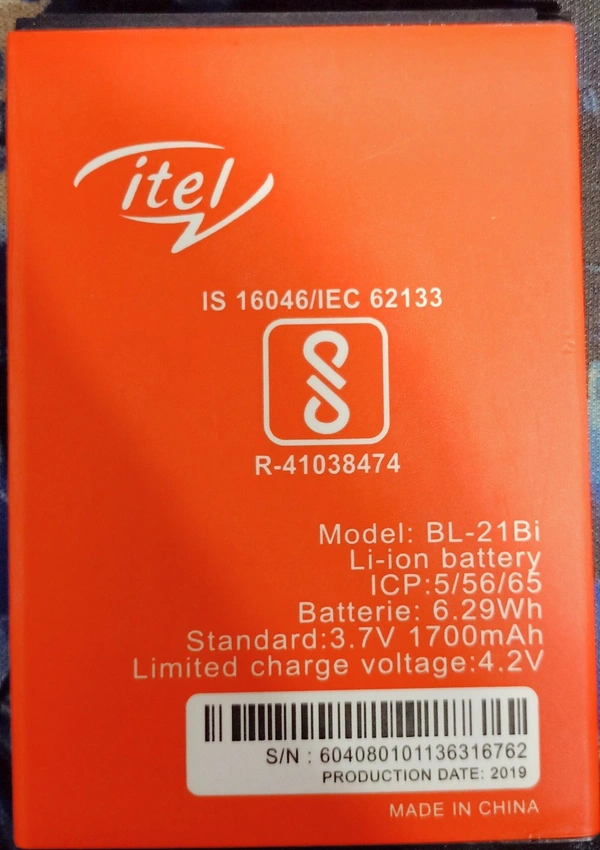 itel
IS 16046/IEC 62133
R-41038474
Model: BL-21Bi
Li-ion battery
ICP:5/56/65
Batterie: 6.29Wh
Standard:3.7V 1700mAh
Limited charge voltage:4.2V
S/N : 604080101136316762
PRODUCTION DATE: 2019
MADE IN CHINA